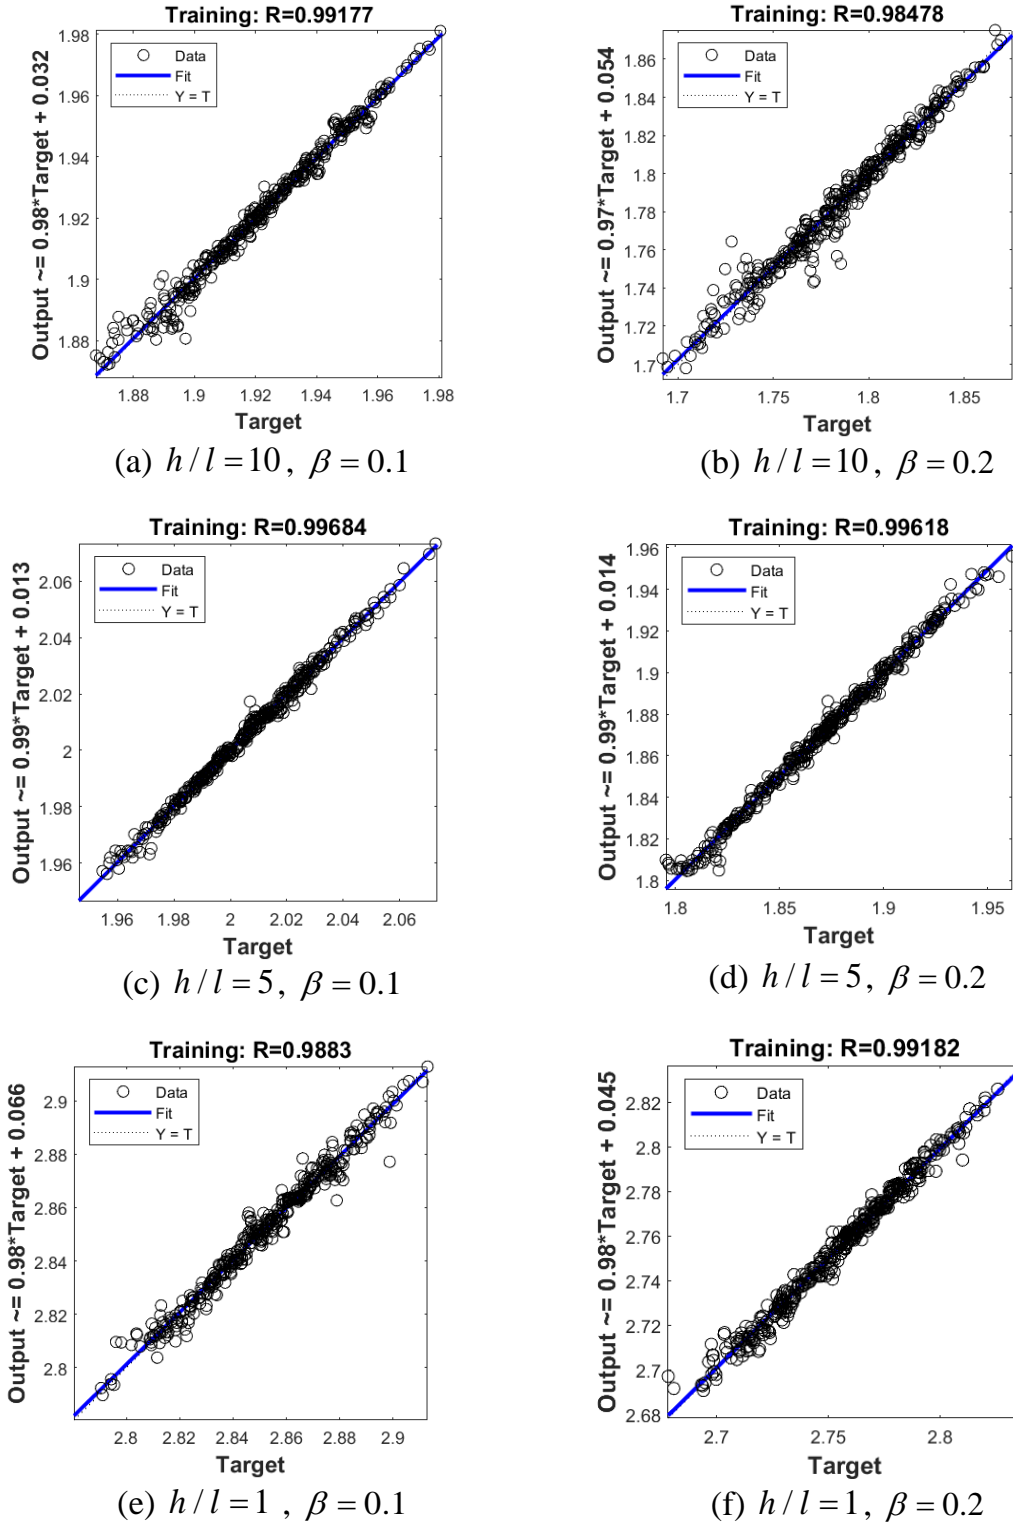 Training: R=0.99177
Output ~= 0.98*Target + 0.032
1.98
1.96
1.94
1.92
1.9
1.88
Data
Fit
Y = T
1.88 1.9 1.92 1.94 1.96 1.98
Target
(a) h / l = 10, β = 0.1
Training: R=0.98478
Output ~= 0.97*Target + 0.054
1.86
1.84
1.82
1.8
1.78
1.76
1.74
1.72
1.7
Data
Fit
Y = T
1.7 1.75 1.8 1.85
Target
(b) h / l = 10, β = 0.2
Training: R=0.99684
Output ~= 0.99*Target + 0.013
2.06
2.04
2.02
2
1.98
1.96
Data
Fit
Y = T
1.96 1.98 2 2.02 2.04 2.06
Target
(c) h / l = 5, β = 0.1
Training: R=0.99618
Output ~= 0.99*Target + 0.014
1.96
1.94
1.92
1.9
1.88
1.86
1.84
1.82
1.8
Data
Fit
Y = T
1.8 1.85 1.9 1.95
Target
(d) h / l = 5, β = 0.2
Training: R=0.9883
Output ~= 0.98*Target + 0.066
2.9
2.88
2.86
2.84
2.82
2.8
Data
Fit
Y = T
2.8 2.82 2.84 2.86 2.88 2.9
Target
(e) h / l = 1 , β = 0.1
Training: R=0.99182
Output ~= 0.98*Target + 0.045
2.82
2.8
2.78
2.76
2.74
2.72
2.7
2.68
Data
Fit
Y = T
2.7 2.75 2.8
Target
(f) h / l = 1, β = 0.2